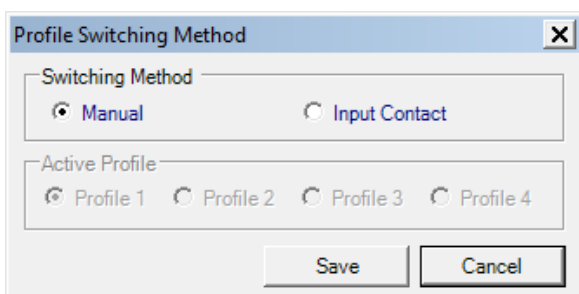 Profile Switching Method
Switching Method
Manual Input Contact
Active Profile
Profile 1 Profile 2 Profile 3 Profile 4
Save Cancel